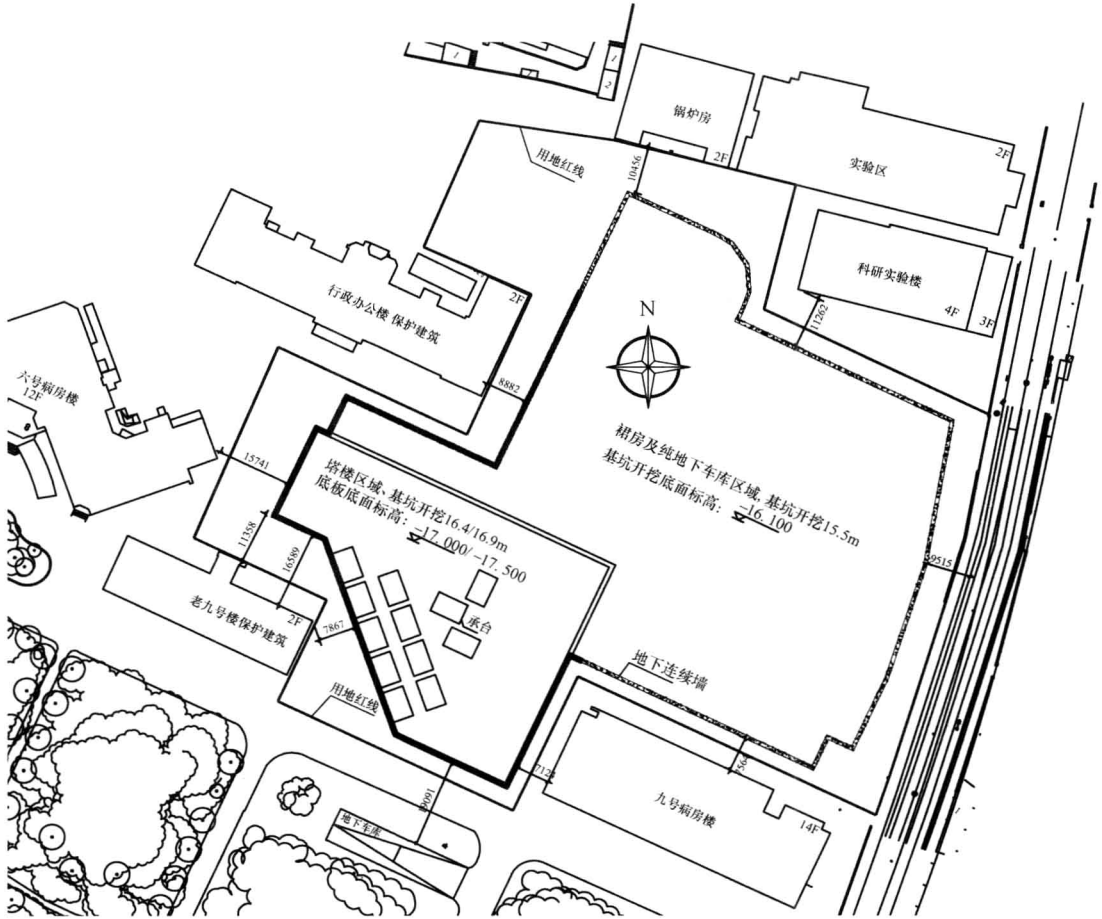 1
1
2
锅炉房
2F
实验区
2F
用地红线
10456
科研实验楼
4F
3F
11262
行政办公楼 保护建筑
2F
8882
N
六号病房楼
12F
15741
裙房及纯地下车库区域, 基坑开挖15.5m
基坑开挖底面标高:
-16.100
塔楼区域、基坑开挖16.4/16.9m
底板底面标高:
-17.000/-17.500
11358
16589
9515
老九号楼保护建筑
2F
7867
承台
地下连续墙
用地红线
九号病房楼
14F
地下车库